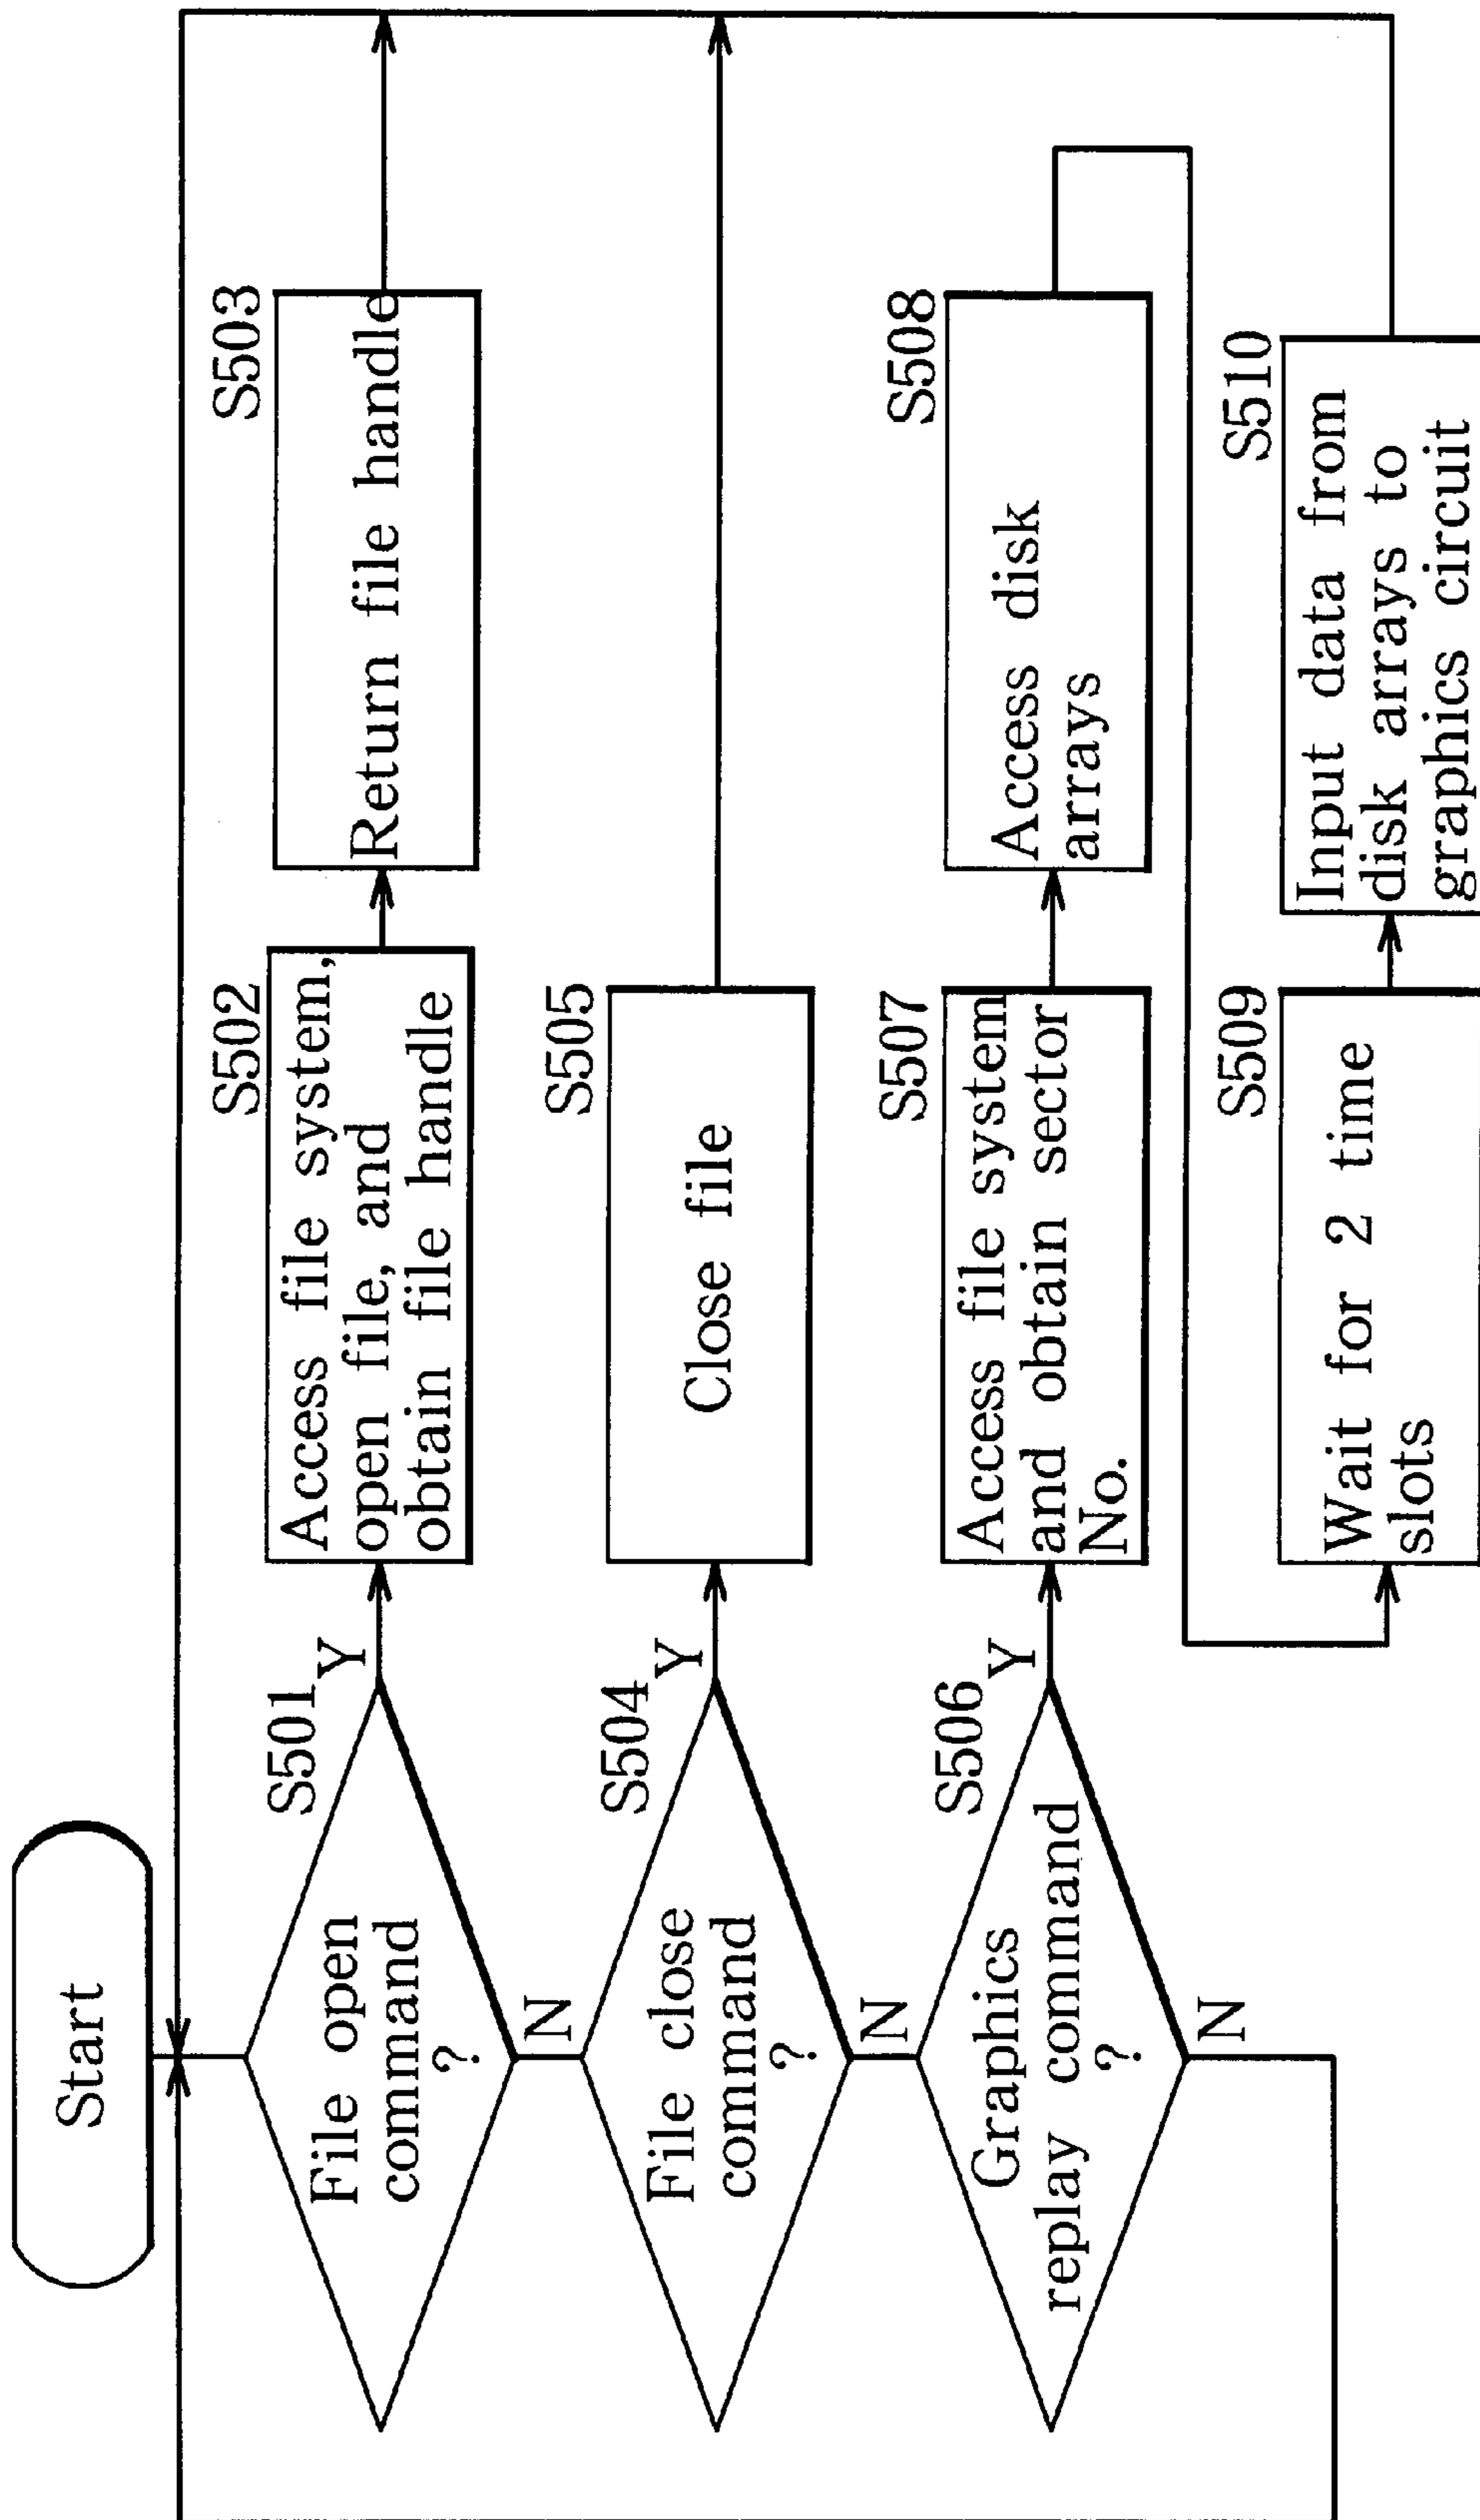 Start
S501
File open
command
?
Y
N
S502
Access file system,
open file, and
obtain file handle
S503
Return file handle
S504
File close
command
?
Y
N
S505
Close file
S506
Graphics
replay command
?
Y
N
S507
Access file system
and obtain sector
No.
S508
Access disk
arrays
S509
Wait for 2 time
slots
S510
Input data from
disk arrays to
graphics circuit